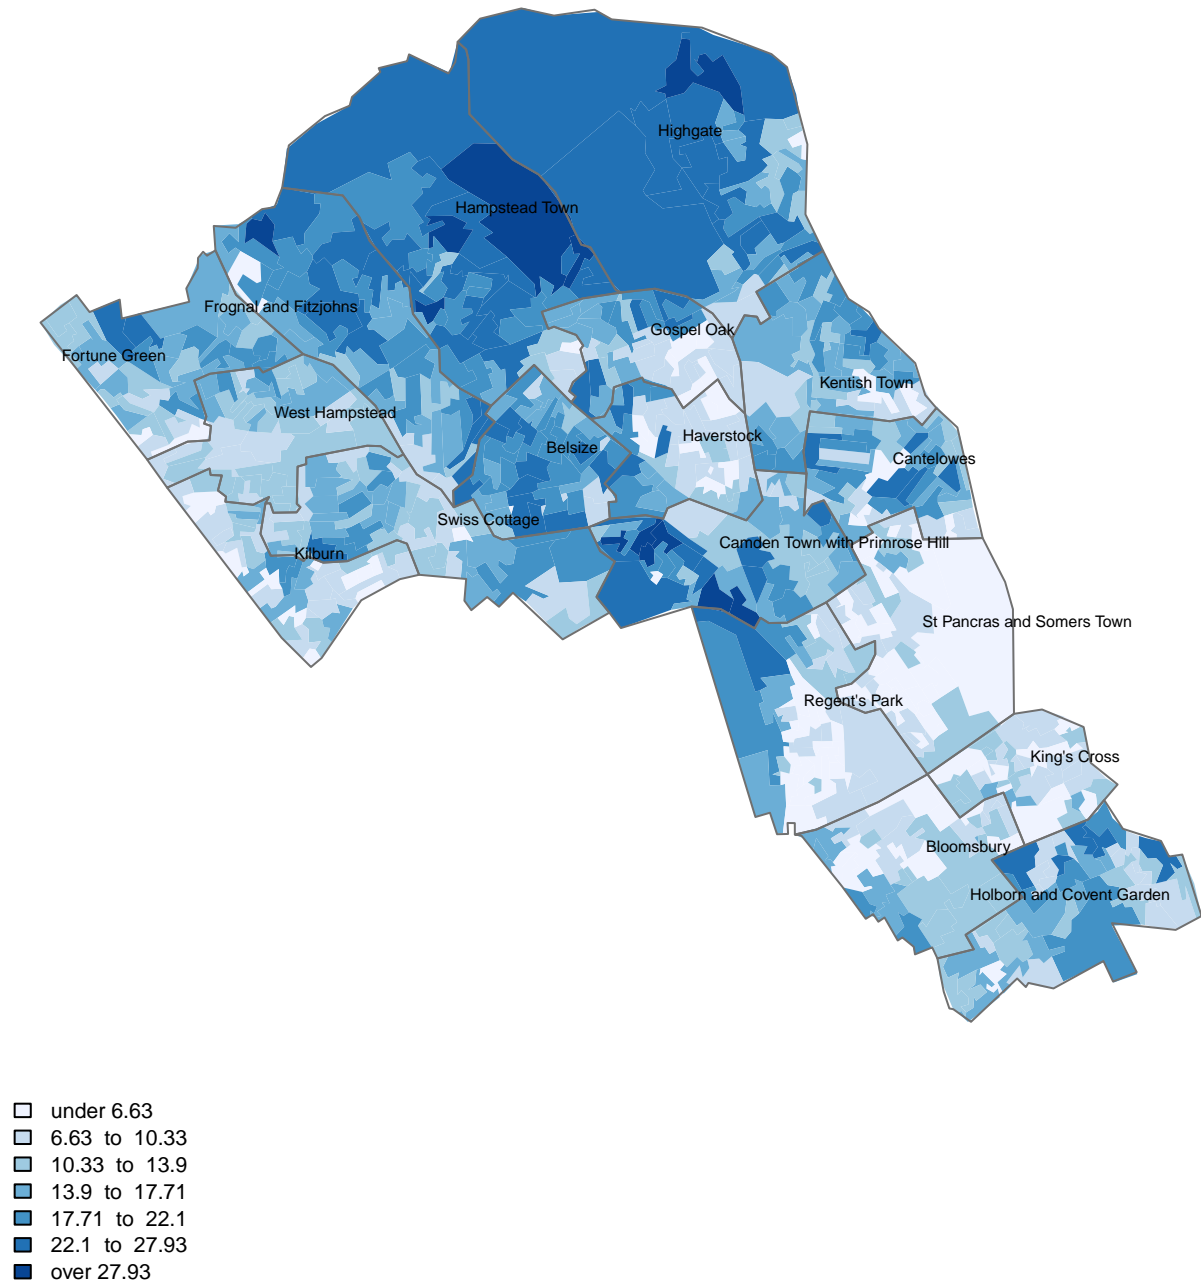 Highgate
Hampstead Town
Frognal and Fitzjohns
Gospel Oak
Fortune Green
Kentish Town
West Hampstead
Haverstock
Belsize
Cantelowes
Swiss Cottage
Camden Town with Primrose Hill
Kilburn
St Pancras and Somers Town
Regent's Park
King's Cross
Bloomsbury
Holborn and Covent Garden
under 6.63
6.63 to 10.33
10.33 to 13.9
13.9 to 17.71
17.71 to 22.1
22.1 to 27.93
over 27.93